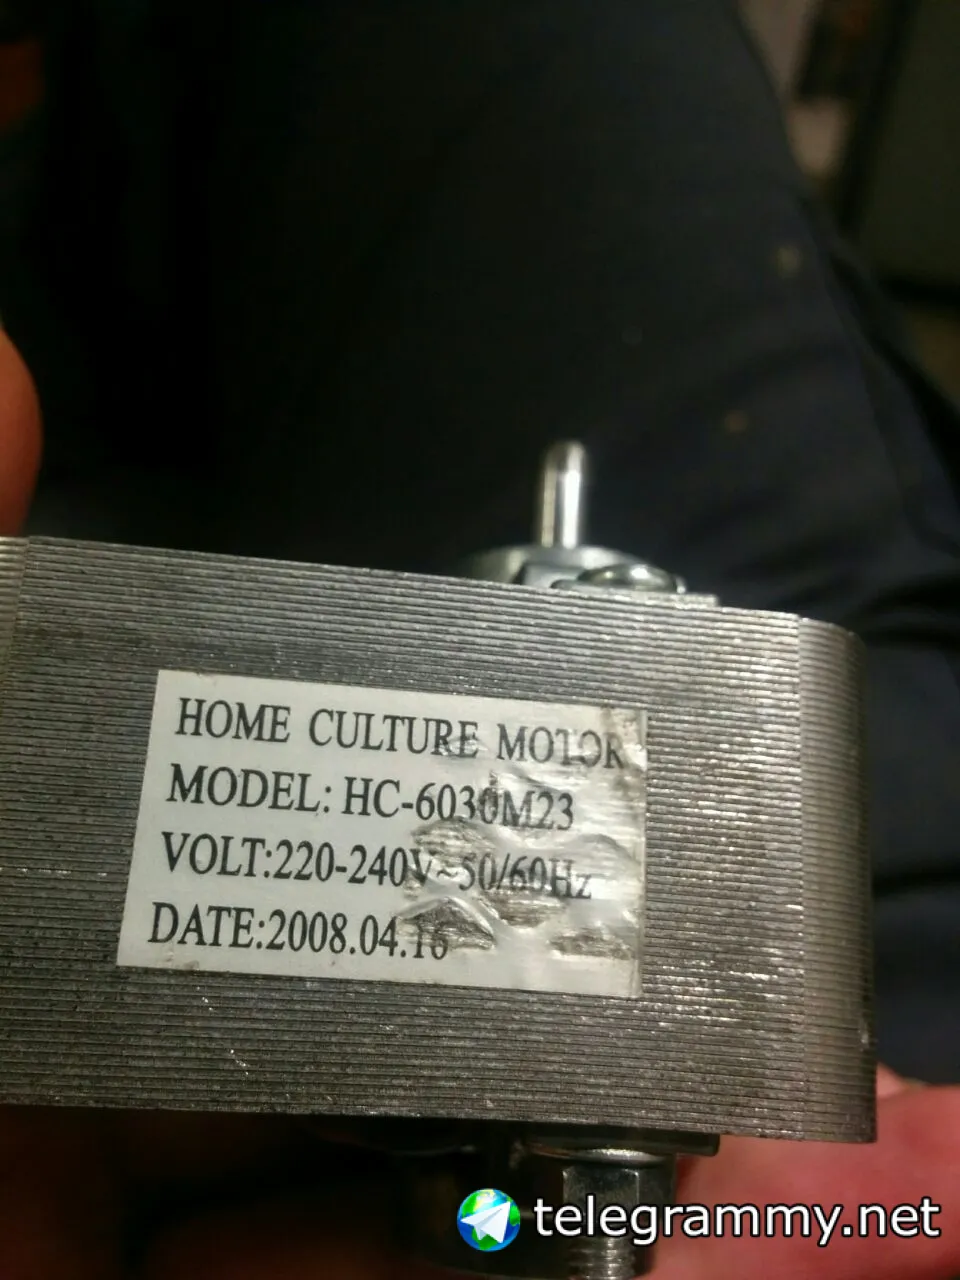 HOME CULTURE MOTOR
MODEL: HC-6030M23
VOLT:220-240V~50/60Hz
DATE:2008.04.16
telegrammy.net